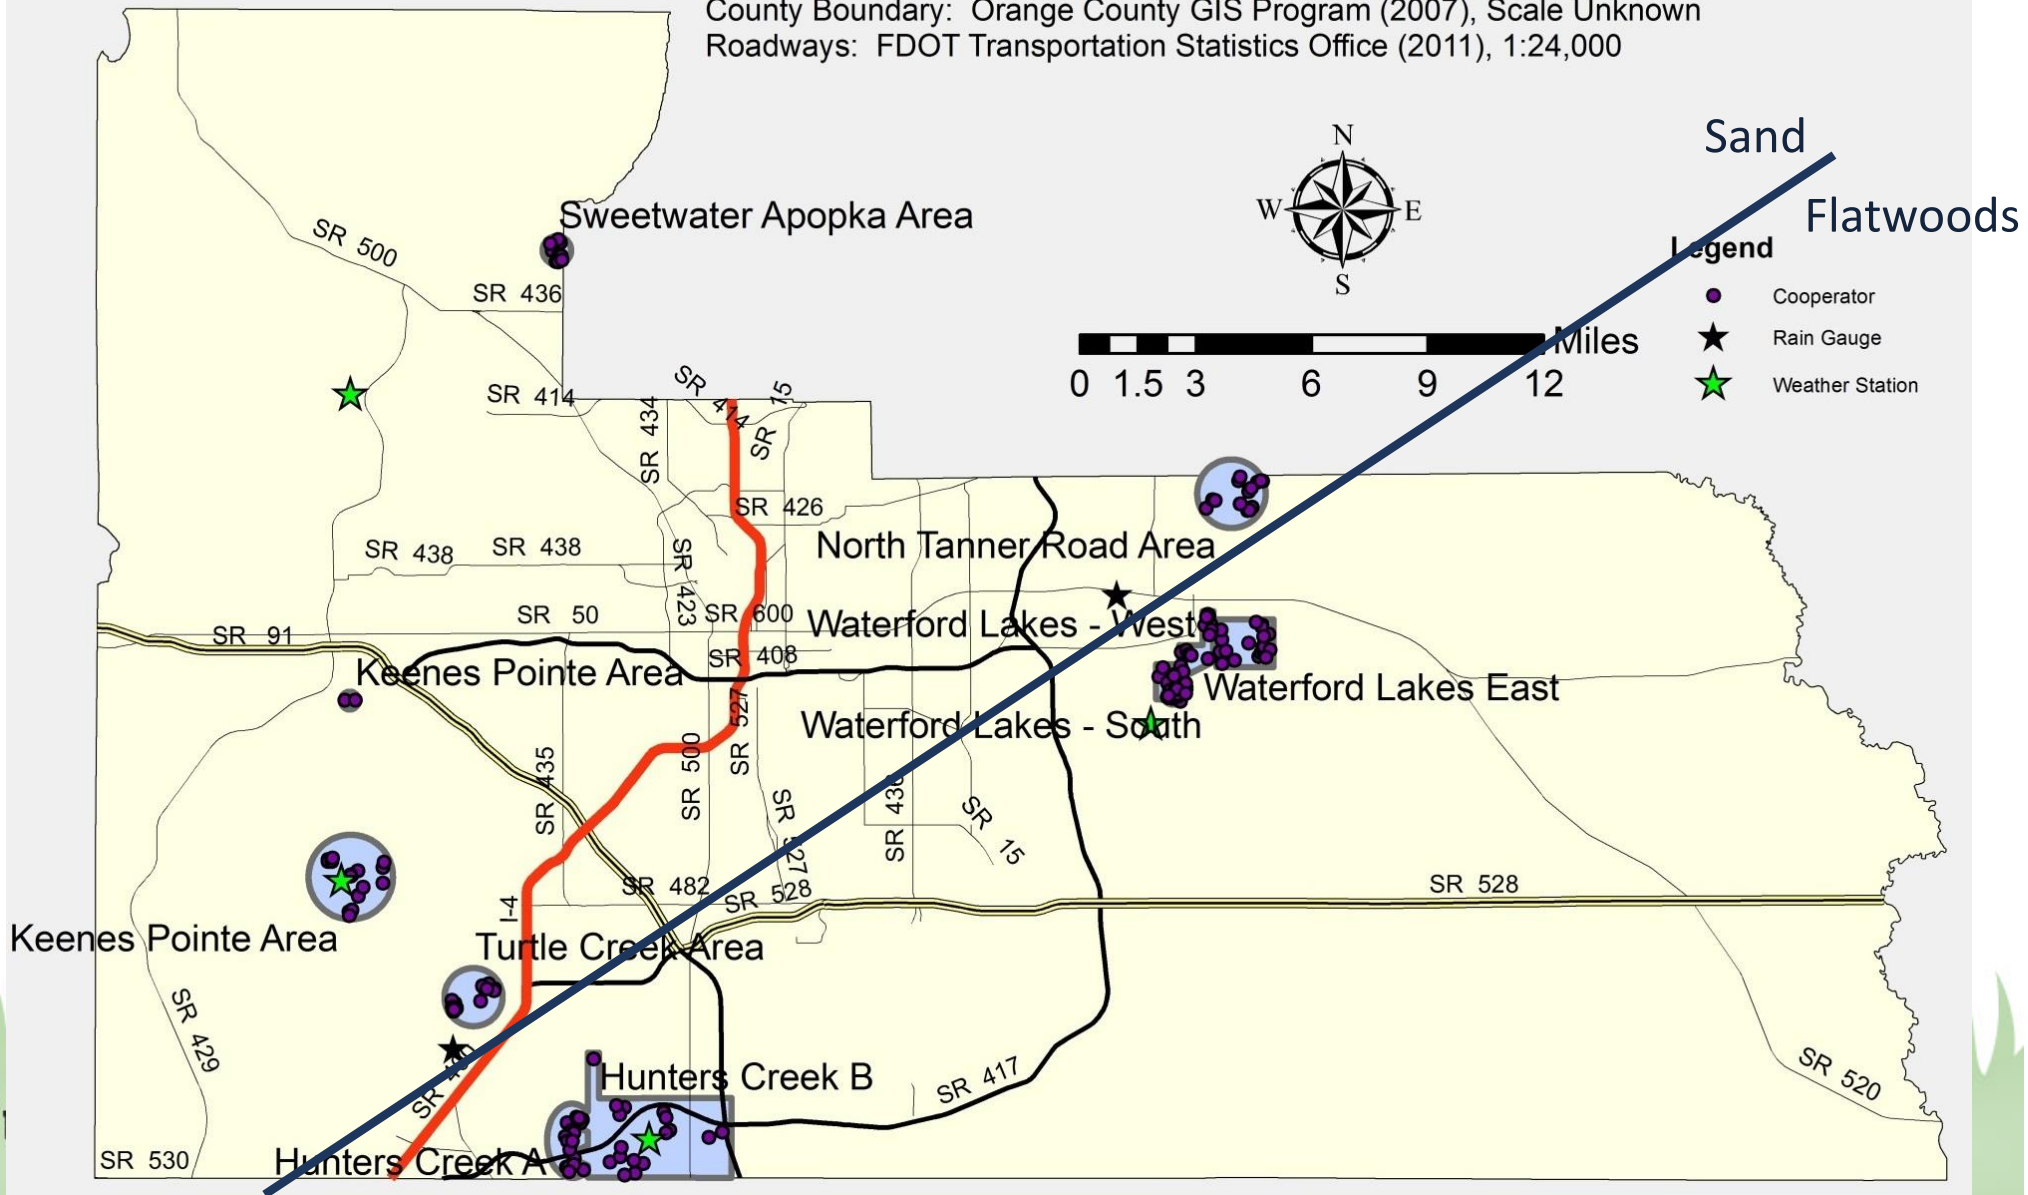 County Boundary: Orange County GIS Program (2007), Scale Unknown
Roadways: FDOT Transportation Statistics Office (2011), 1:24,000
Sand
Flatwoods
N
W
E
S
Legend
Cooperator
Rain Gauge
Weather Station
Miles
0 1.5 3 6 9 12
Sweetwater Apopka Area
SR 500
SR 436
SR 414
SR 434
SR 414
SR 15
SR 426
North Tanner Road Area
SR 438
SR 438
SR 423
SR 50
SR 600
Waterford Lakes - West
SR 91
SR 408
Keenes Pointe Area
Waterford Lakes East
SR 527
Waterford Lakes - South
SR 435
SR 500
SR 527
SR 436
SR 15
SR 482
SR 528
SR 528
I-4
Keenes Pointe Area
Turtle Creek Area
SR 429
SR
Hunters Creek B
SR 417
SR 520
SR 530
Hunters Creek A